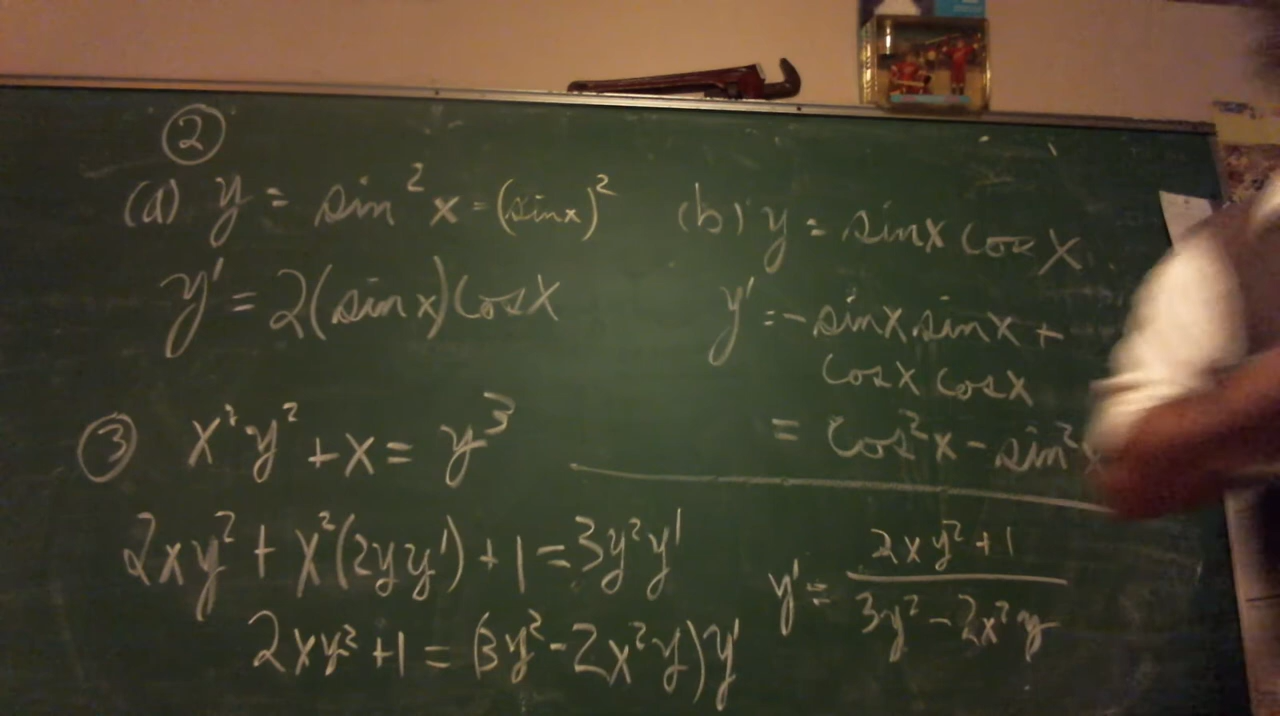 ②
(a) y = sin²x = (sinx)²
y' = 2(sinx)cosx
(b) y = sinx cosx
y' = -sinx sinx +
cosx cosx
= cos²x - sin²x
③ x²y² + x = y³
2xy² + x²(2yy') + 1 = 3y²y'
2xy² + 1 = (3y² - 2x²y)y'
y' = (2xy² + 1)/(3y² - 2x²y)